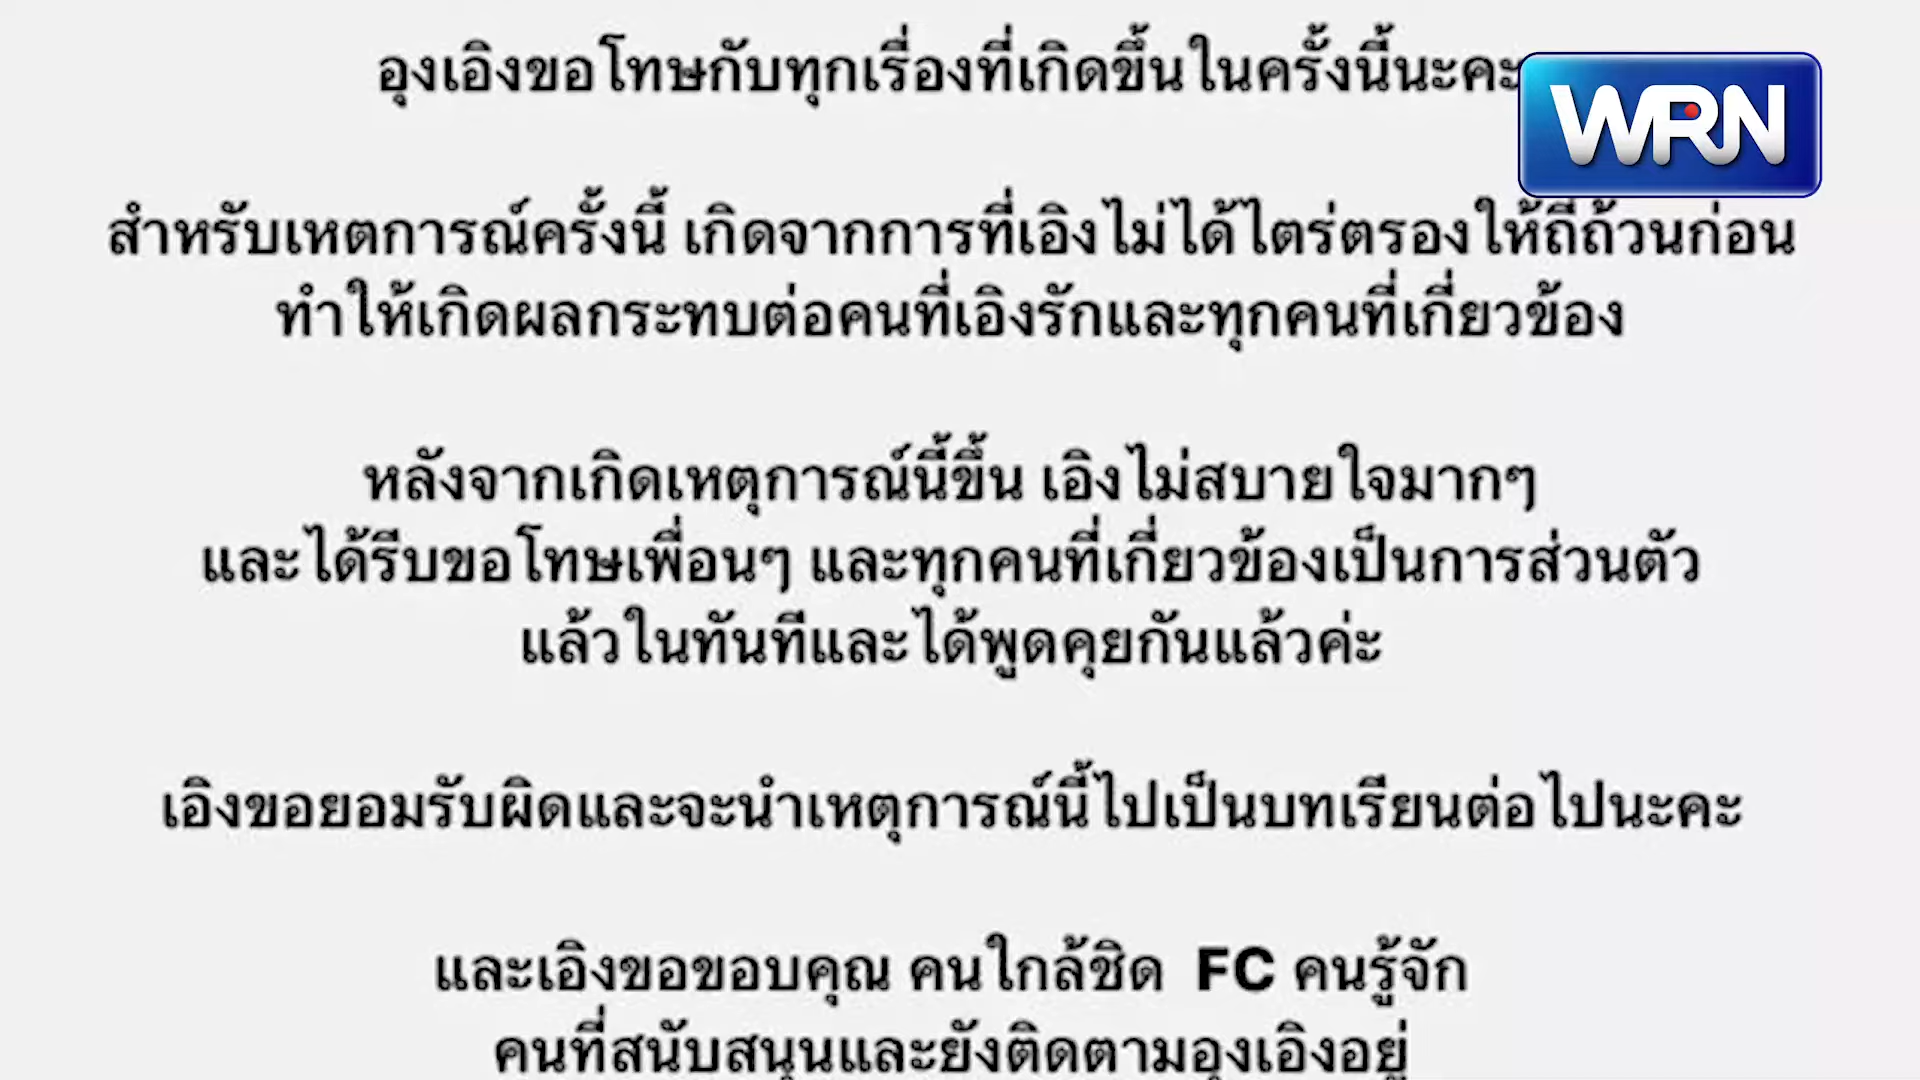 อุงเอิงขอโทษกับทุกเรื่องที่เกิดขึ้นในครั้งนี้นะคะ
WRN
สำหรับเหตการณ์ครั้งนี้ เกิดจากการที่เอิงไม่ได้ไตร่ตรองให้ถี่ถ้วนก่อน
ทำให้เกิดผลกระทบต่อคนที่เอิงรักและทุกคนที่เกี่ยวข้อง
หลังจากเกิดเหตุการณ์นี้ขึ้น เอิงไม่สบายใจมากๆ
และได้รีบขอโทษเพื่อนๆ และทุกคนที่เกี่ยวข้องเป็นการส่วนตัว
แล้วในทันทีและได้พูดคุยกันแล้วค่ะ
เอิงขอยอมรับผิดและจะนำเหตุการณ์นี้ไปเป็นบทเรียนต่อไปนะคะ
และเอิงขอขอบคุณ คนใกล้ชิด FC คนรู้จัก
คนที่สนับสนุนและยังติดตามอุงเอิงอยู่